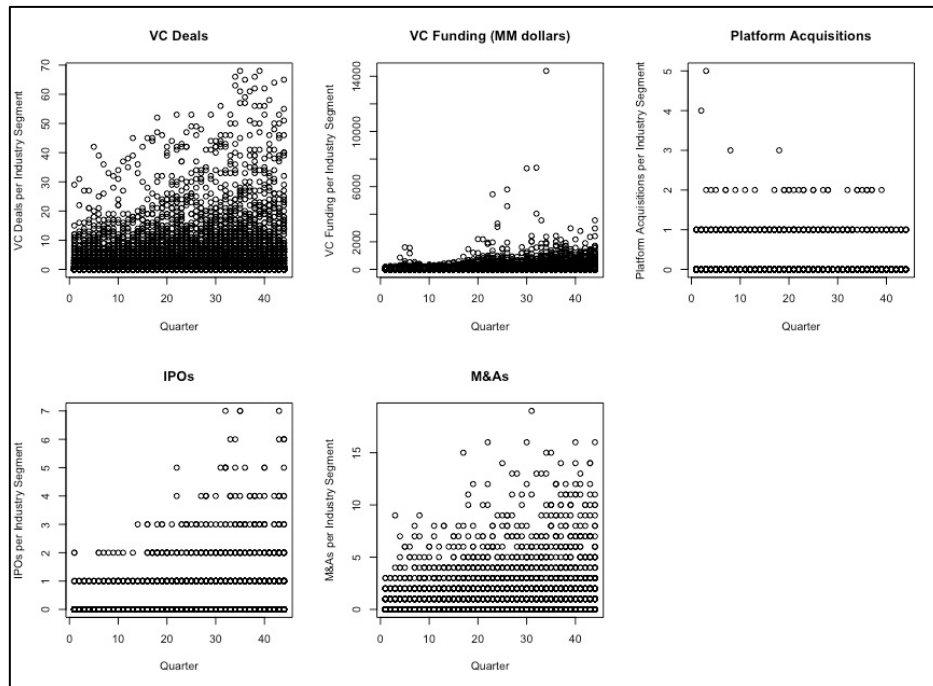 VC Deals
VC Deals per Industry Segment
0 10 20 30 40 50 60 70
0 10 20 30 40
Quarter
VC Funding (MM dollars)
VC Funding per Industry Segment
0 2000 6000 10000 14000
0 10 20 30 40
Quarter
Platform Acquisitions
Platform Acquisitions per Industry Segment
0 1 2 3 4 5
0 10 20 30 40
Quarter
IPOs
IPOs per Industry Segment
0 1 2 3 4 5 6 7
0 10 20 30 40
Quarter
M&As
M&As per Industry Segment
0 5 10 15
0 10 20 30 40
Quarter